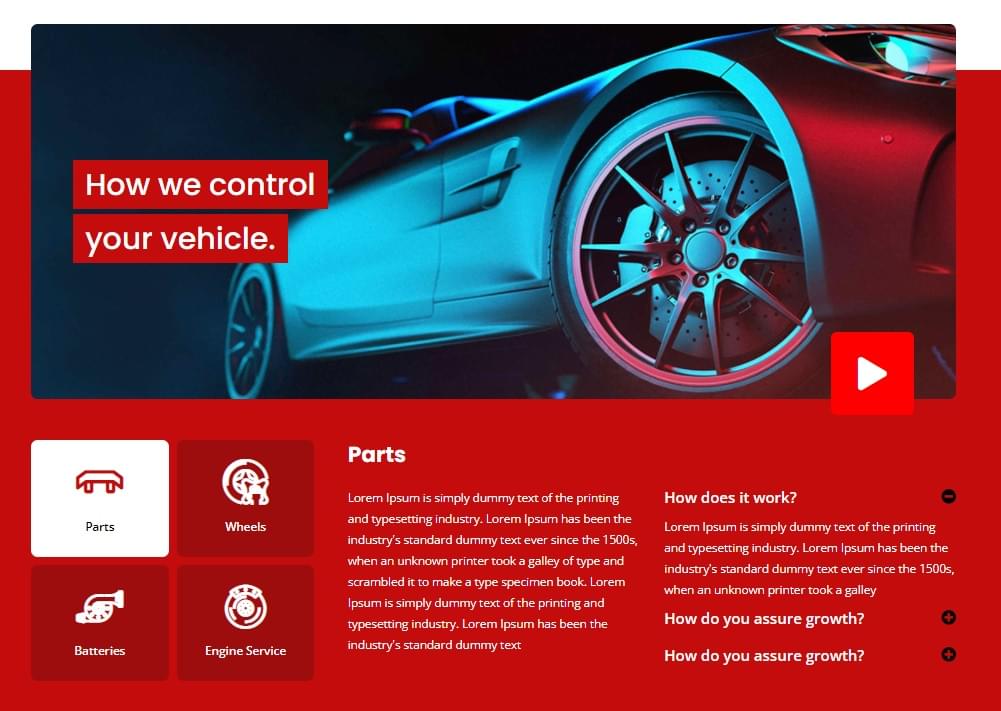 How we control
your vehicle.
Parts
Wheels
Batteries
Engine Service
Parts
Lorem Ipsum is simply dummy text of the printing
and typesetting industry. Lorem Ipsum has been the
industry's standard dummy text ever since the 1500s,
when an unknown printer took a galley of type and
scrambled it to make a type specimen book. Lorem
Ipsum is simply dummy text of the printing and
typesetting industry. Lorem Ipsum has been the
industry's standard dummy text
How does it work?
Lorem Ipsum is simply dummy text of the printing
and typesetting industry. Lorem Ipsum has been the
industry's standard dummy text ever since the 1500s,
when an unknown printer took a galley
How do you assure growth?
How do you assure growth?